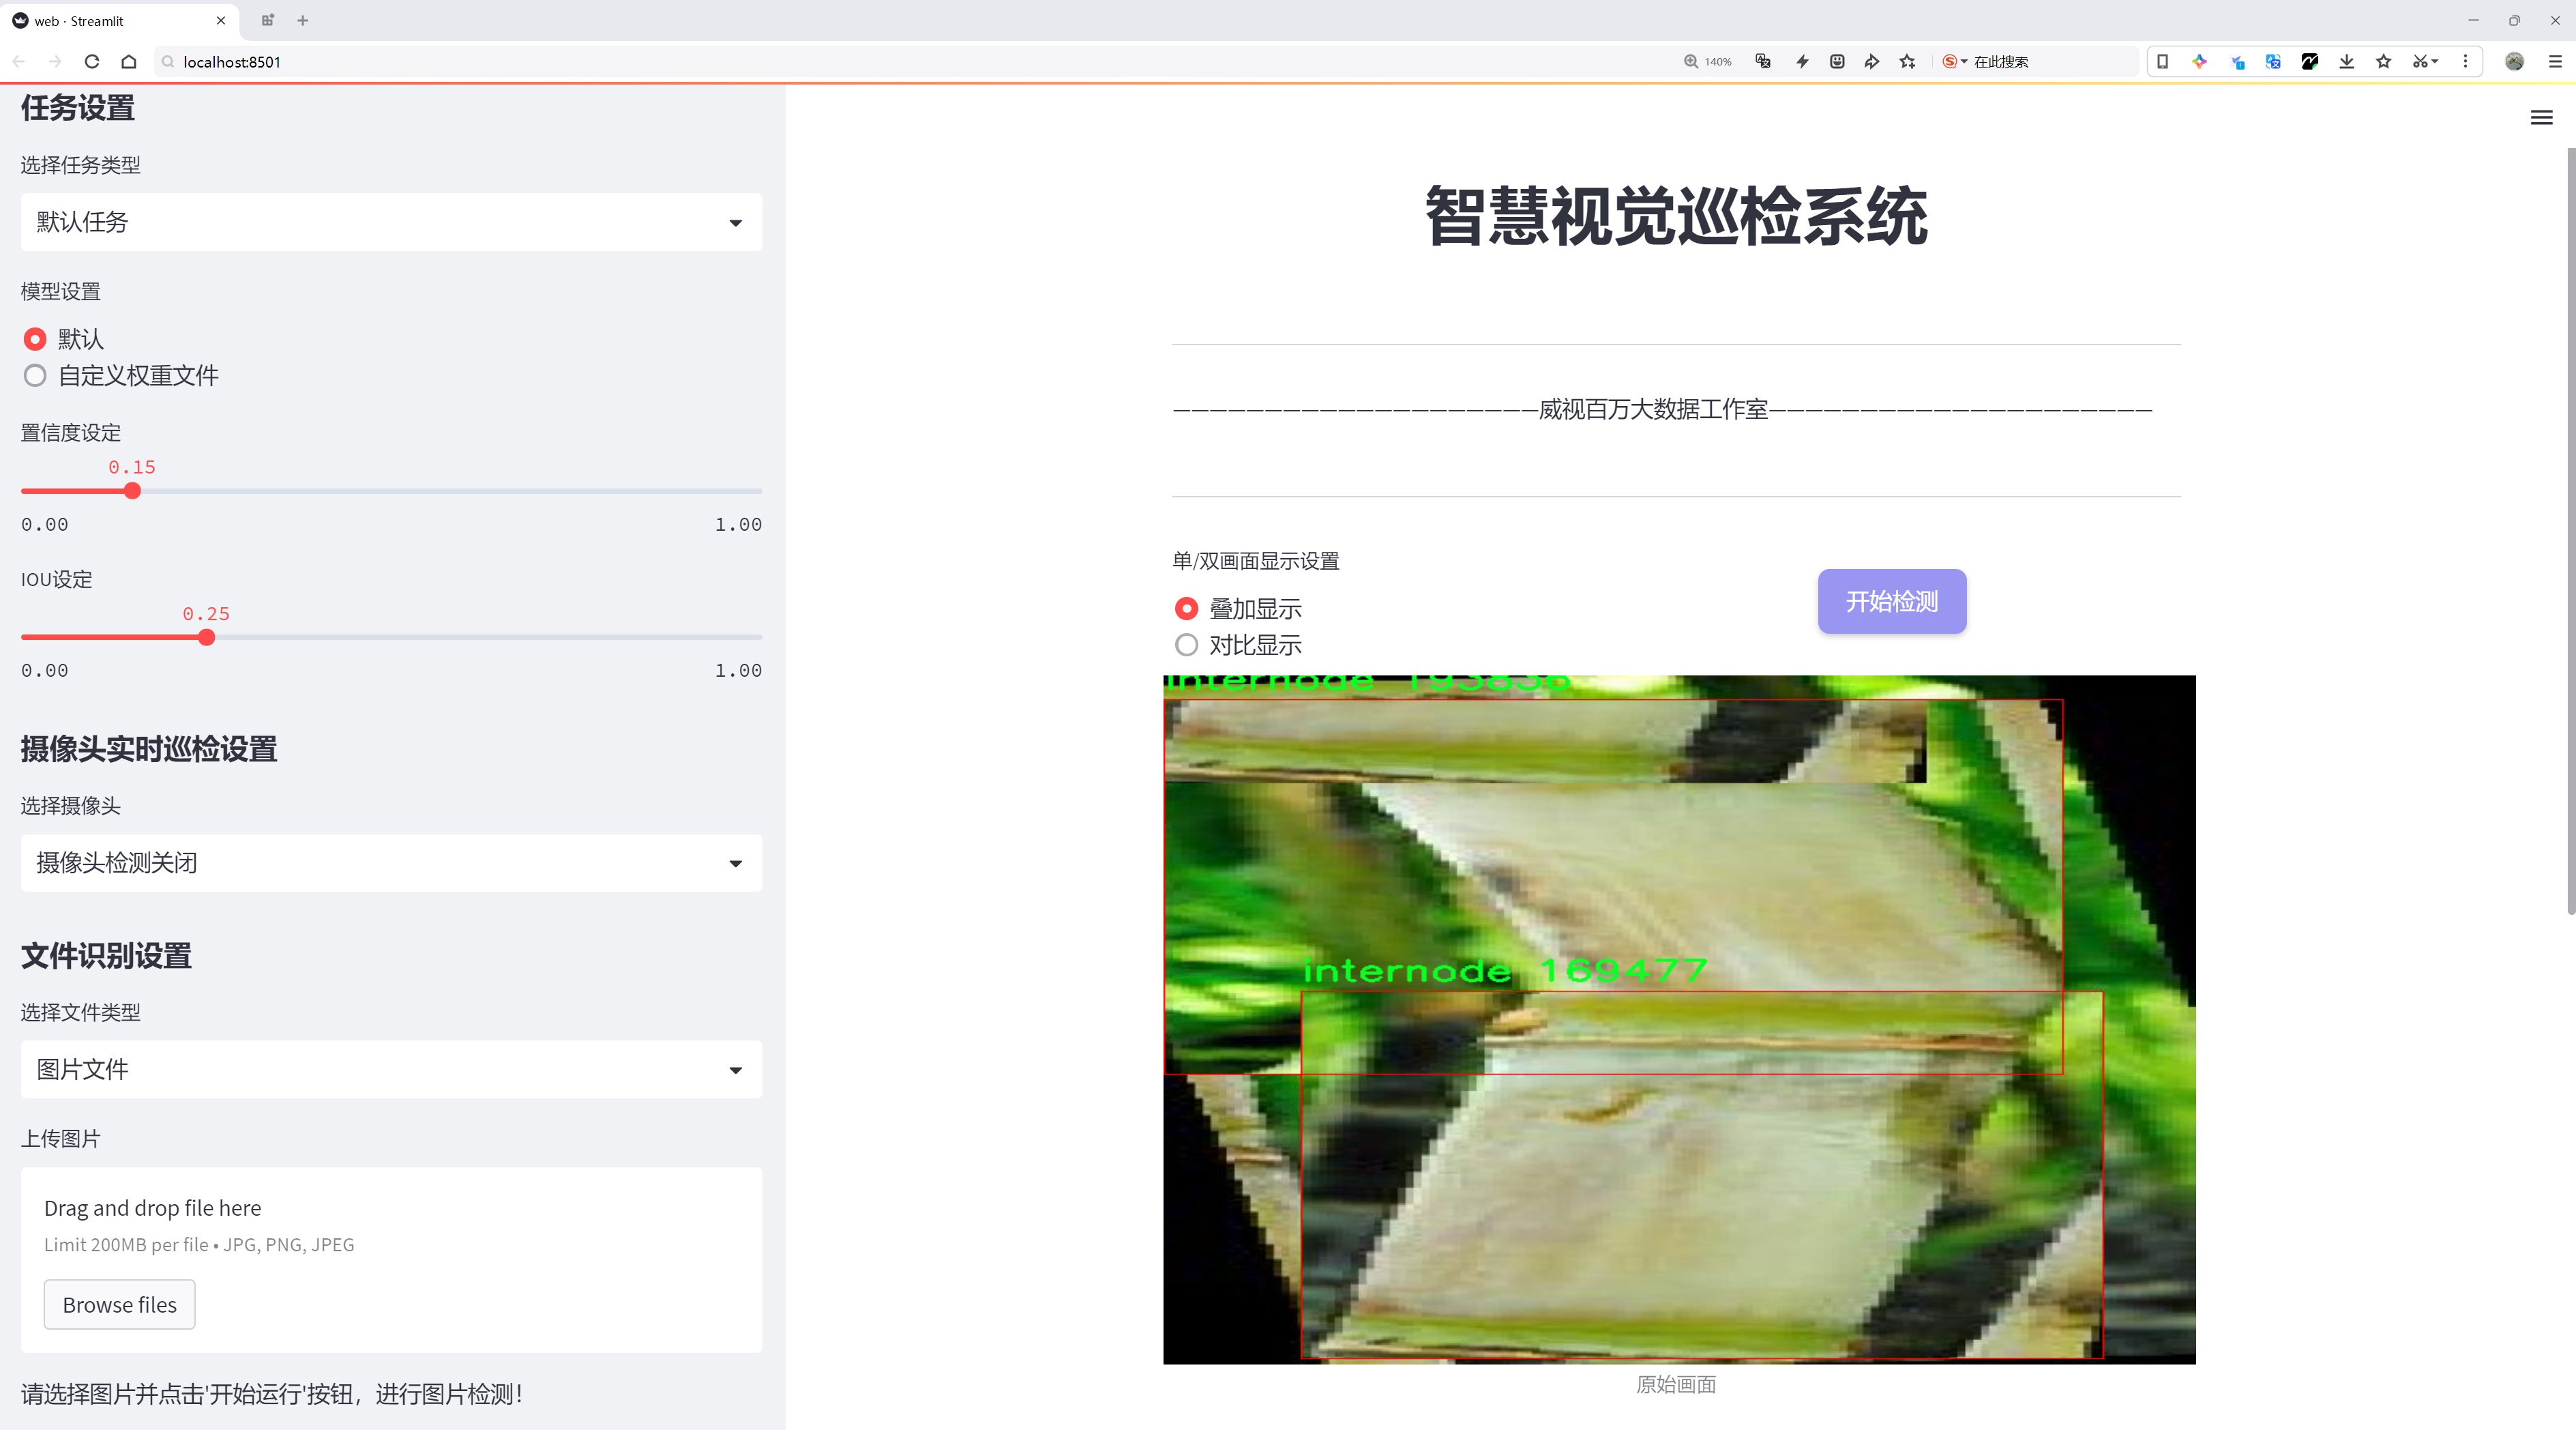 web · Streamlit
localhost:8501
140%
在此搜索
任务设置
选择任务类型
默认任务
模型设置
默认
自定义权重文件
置信度设定
0.15
0.00
1.00
IOU设定
0.25
0.00
1.00
摄像头实时巡检设置
选择摄像头
摄像头检测关闭
文件识别设置
选择文件类型
图片文件
上传图片
Drag and drop file here
Limit 200MB per file • JPG, PNG, JPEG
Browse files
请选择图片并点击'开始运行'按钮，进行图片检测！
智慧视觉巡检系统
————————————————————威视百万大数据工作室—————————————————————
单/双画面显示设置
叠加显示
对比显示
开始检测
internode 193836
internode 169477
原始画面